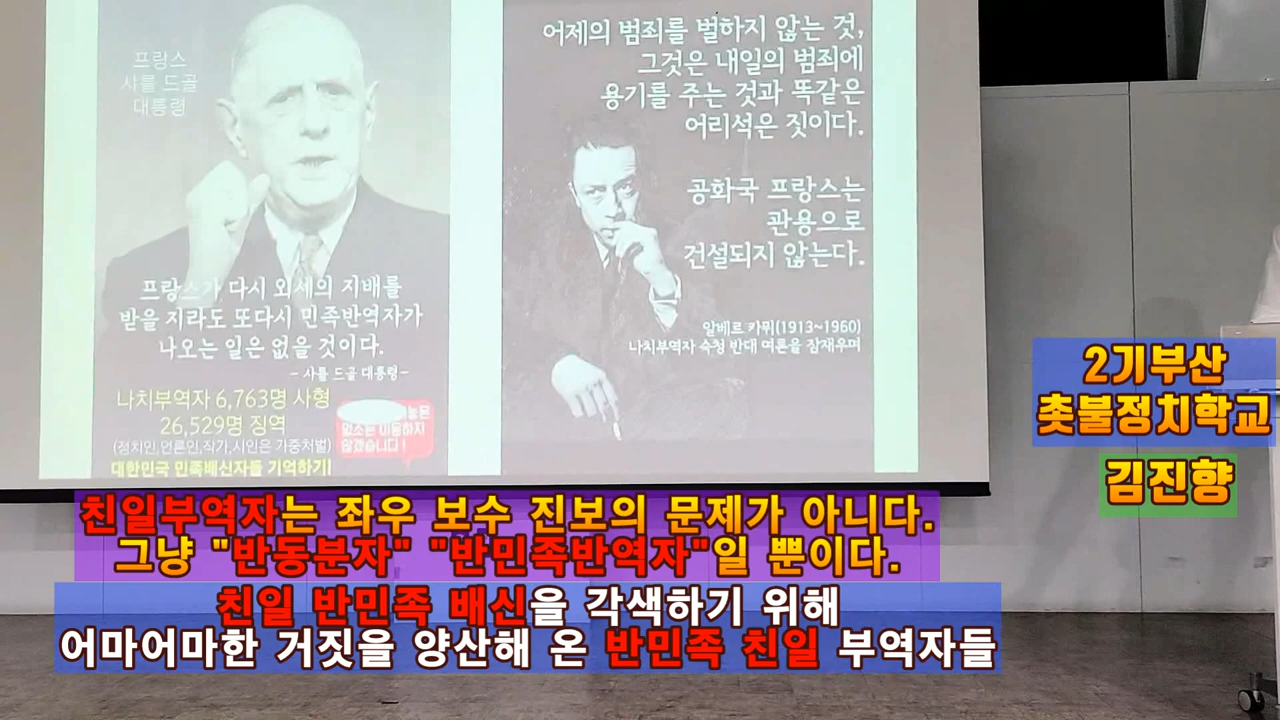 프랑스
샤를 드골
대통령
프랑스가 다시 외세의 지배를
받을 지라도 또다시 민족반역자가
나오는 일은 없을 것이다.
- 샤를 드골 대통령-
나치부역자 6,763명 사형
26,529명 징역
(정치인,언론인,작가,시인은 가중처벌)
대한민국 민족배신자들 기억하기!
않겠습니다!
어제의 범죄를 벌하지 않는 것,
그것은 내일의 범죄에
용기를 주는 것과 똑같은
어리석은 짓이다.
공화국 프랑스는
관용으로
건설되지 않는다.
알베르 카뮈(1913~1960)
나치부역자 숙청 반대 여론을 잠재우며
2기부산
촛불정치학교
김진향
친일부역자는 좌우 보수 진보의 문제가 아니다.
그냥 "반동분자" "반민족반역자"일 뿐이다.
친일 반민족 배신을 각색하기 위해
어마어마한 거짓을 양산해 온 반민족 친일 부역자들